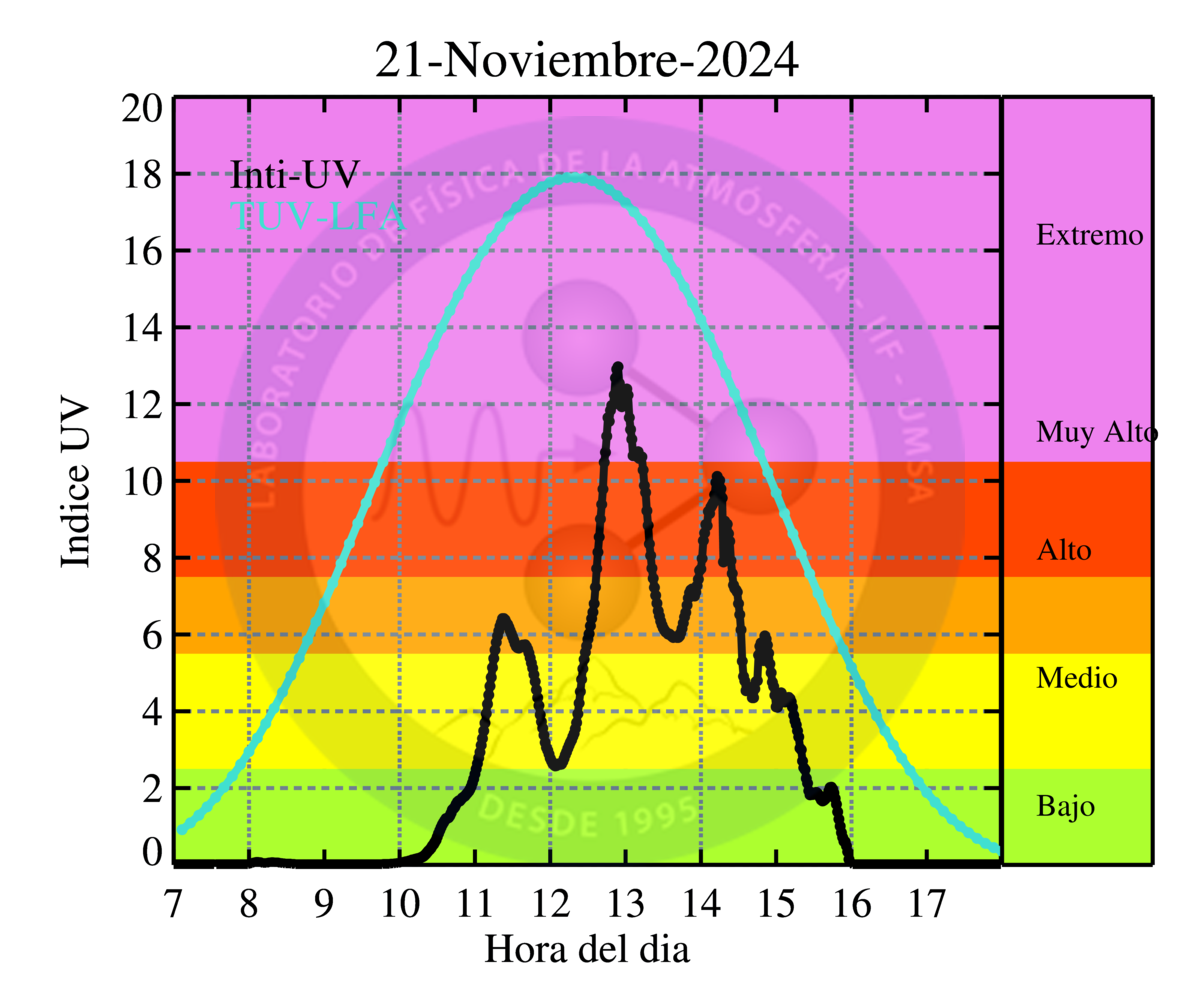 21-Noviembre-2024
20
18
16
14
12
10
8
6
4
2
0
Indice UV
Inti-UV
TUV-LFA
LABORATORIO DE FÍSICA DE LA ATMÓSFERA - IIF - UMSA
DESDE 1995
Extremo
Muy Alto
Alto
Medio
Bajo
7 8 9 10 11 12 13 14 15 16 17
Hora del dia